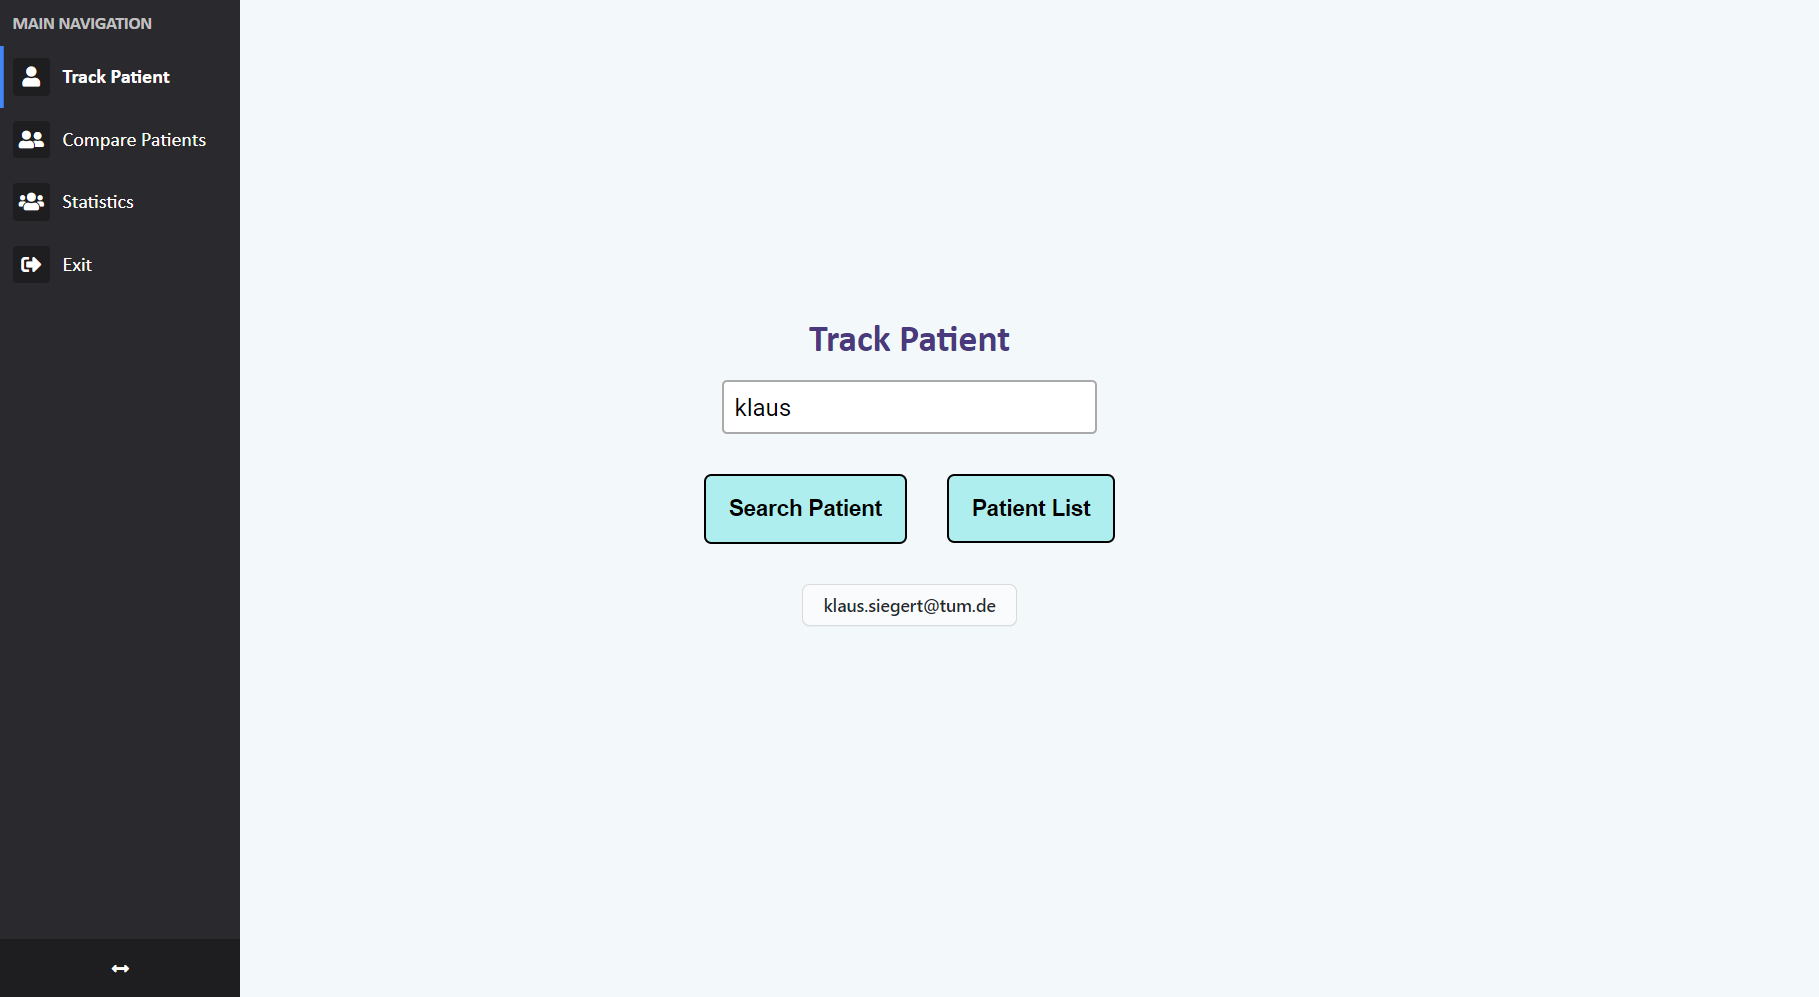 MAIN NAVIGATION
Track Patient
Compare Patients
Statistics
Exit
Track Patient
klaus
Search Patient
Patient List
klaus.siegert@tum.de